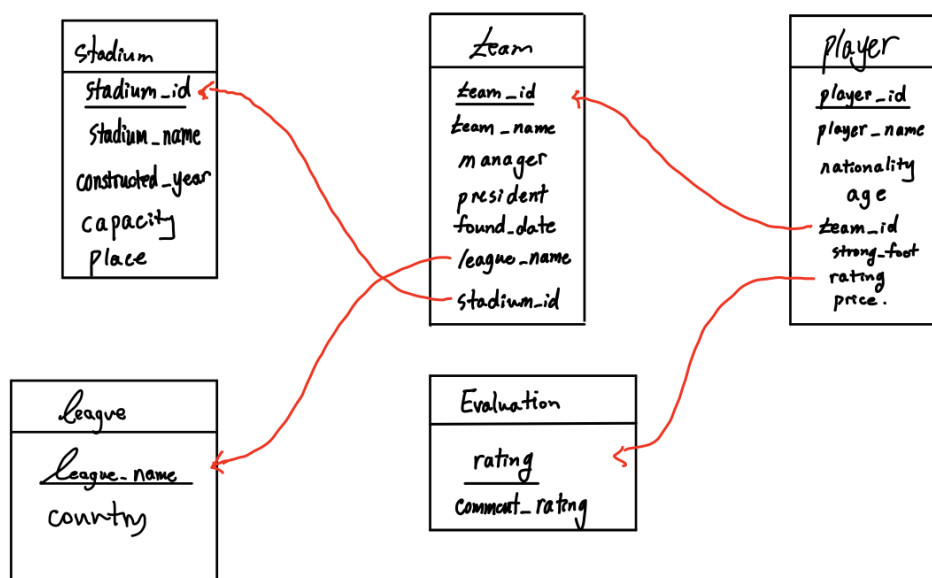 stadium
stadium_id
stadium_name
constructed_year
capacity
place
team
team_id
team_name
manager
president
found_date
league_name
stadium_id
player
player_id
player_name
nationality
age
team_id
strong_foot
rating
price.
league
league_name
country
Evaluation
rating
comment_rating